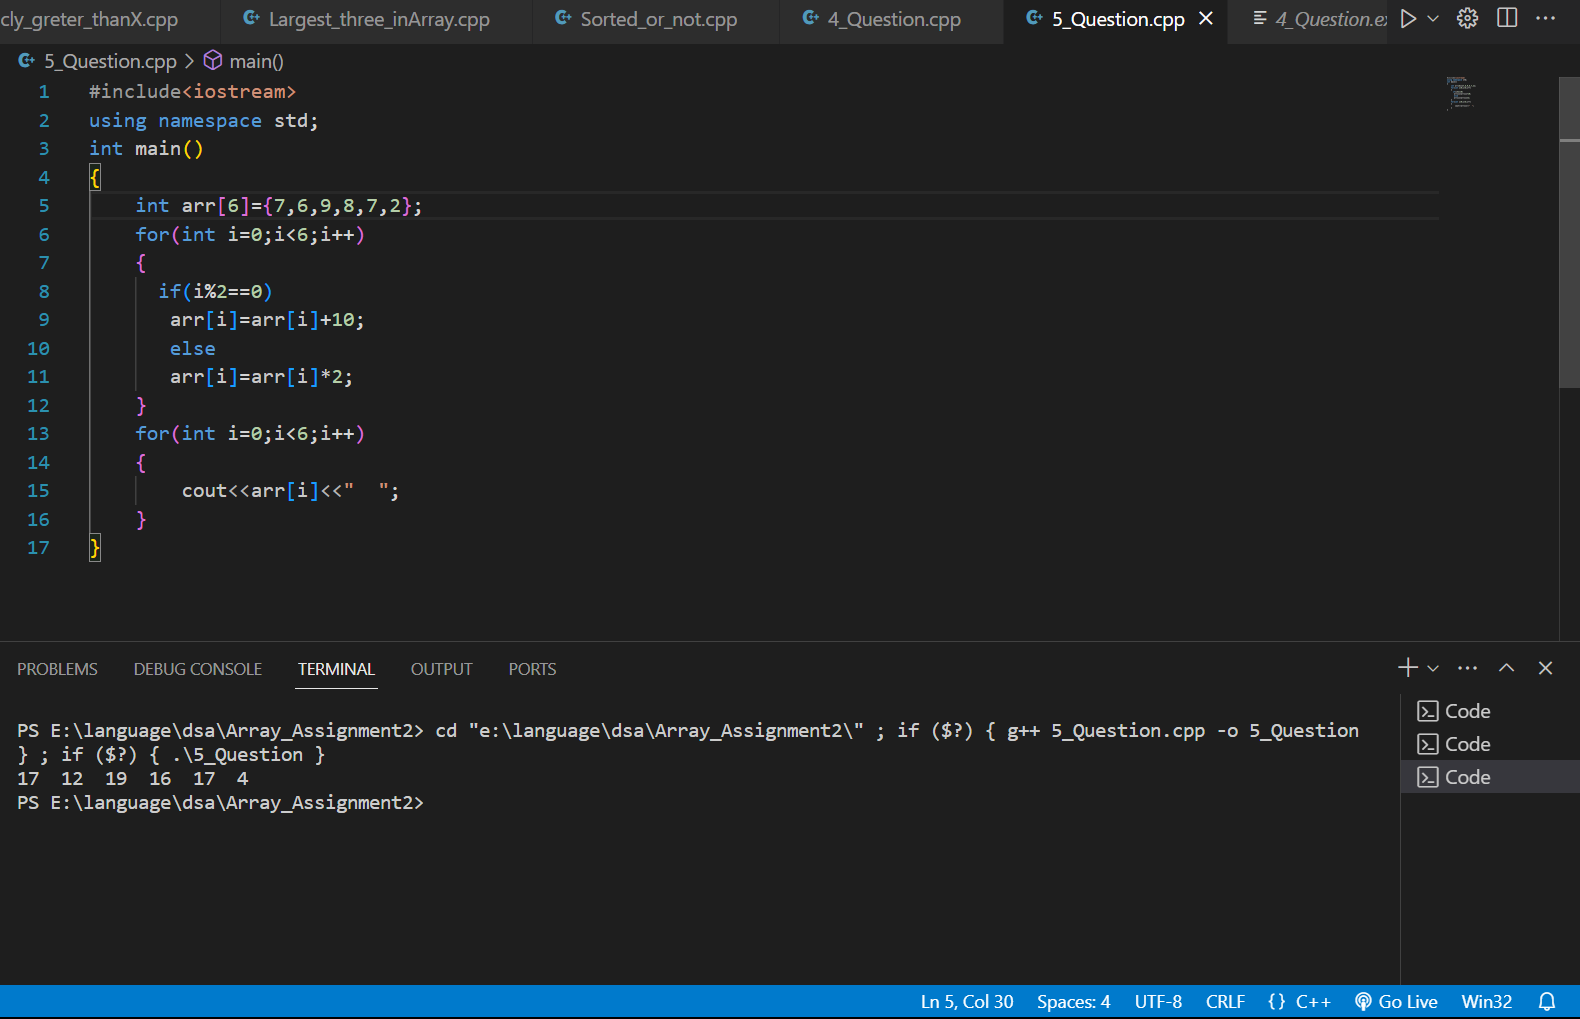 cly_greter_thanX.cpp Largest_three_inArray.cpp Sorted_or_not.cpp 4_Question.cpp 5_Question.cpp 4_Question.ex
5_Question.cpp > main()
1 #include<iostream>
2 using namespace std;
3 int main()
4 {
5 int arr[6]={7,6,9,8,7,2};
6 for(int i=0;i<6;i++)
7 {
8 if(i%2==0)
9 arr[i]=arr[i]+10;
10 else
11 arr[i]=arr[i]*2;
12 }
13 for(int i=0;i<6;i++)
14 {
15 cout<<arr[i]<<"  ";
16 }
17 }
PROBLEMS DEBUG CONSOLE TERMINAL OUTPUT PORTS
PS E:\language\dsa\Array_Assignment2> cd "e:\language\dsa\Array_Assignment2\" ; if ($?) { g++ 5_Question.cpp -o 5_Question
} ; if ($?) { .\5_Question }
17  12  19  16  17  4
PS E:\language\dsa\Array_Assignment2>
Code
Code
Code
Ln 5, Col 30 Spaces: 4 UTF-8 CRLF {} C++ Go Live Win32